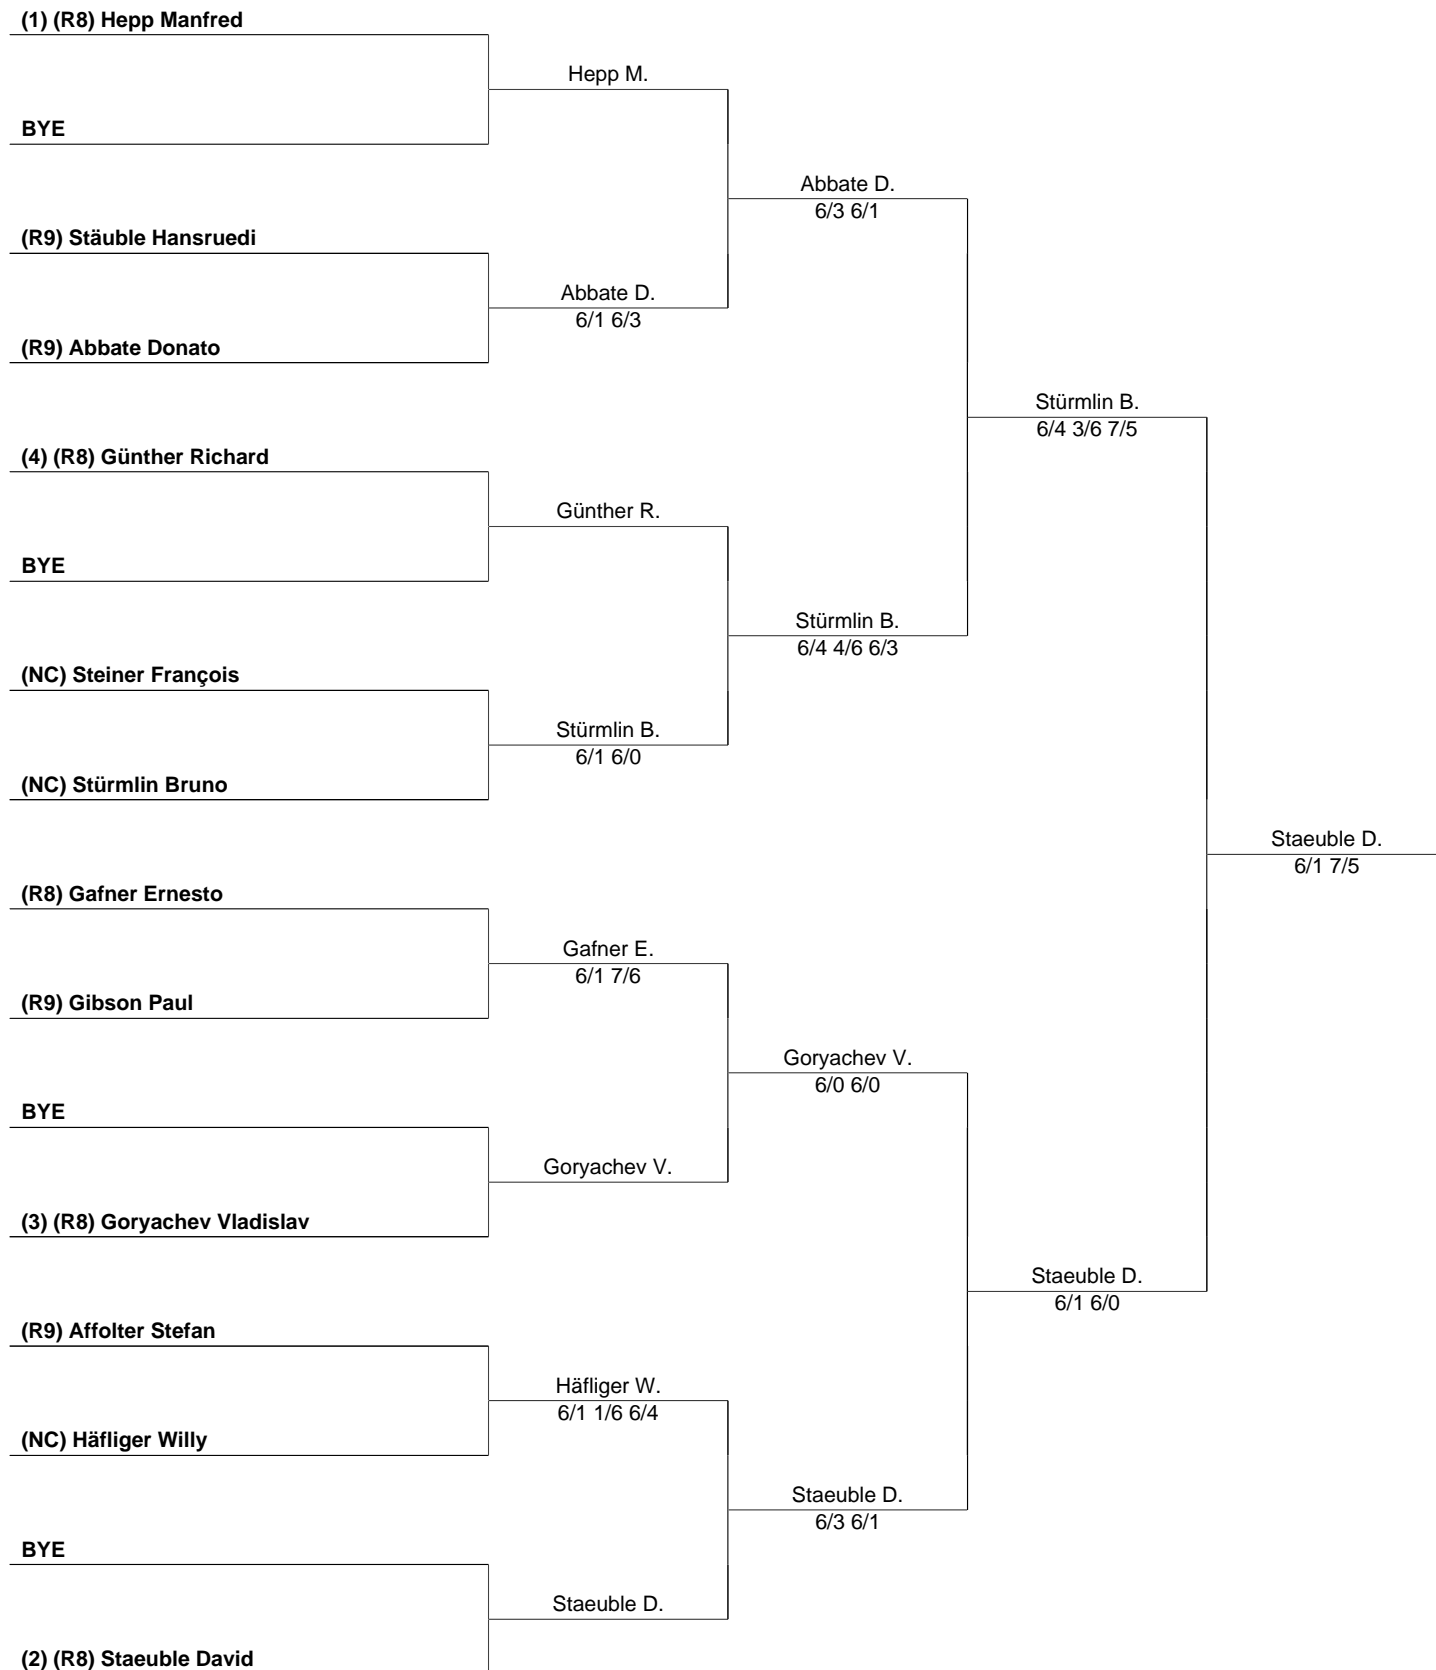 (1) (R8) Hepp Manfred
Hepp M.
BYE
Abbate D.
6/3 6/1
(R9) Stäuble Hansruedi
Abbate D.
6/1 6/3
(R9) Abbate Donato
Stürmlin B.
6/4 3/6 7/5
(4) (R8) Günther Richard
Günther R.
BYE
Stürmlin B.
6/4 4/6 6/3
(NC) Steiner François
Stürmlin B.
6/1 6/0
(NC) Stürmlin Bruno
Staeuble D.
6/1 7/5
(R8) Gafner Ernesto
Gafner E.
6/1 7/6
(R9) Gibson Paul
Goryachev V.
6/0 6/0
BYE
Goryachev V.
(3) (R8) Goryachev Vladislav
Staeuble D.
6/1 6/0
(R9) Affolter Stefan
Häfliger W.
6/1 1/6 6/4
(NC) Häfliger Willy
Staeuble D.
6/3 6/1
BYE
Staeuble D.
(2) (R8) Staeuble David